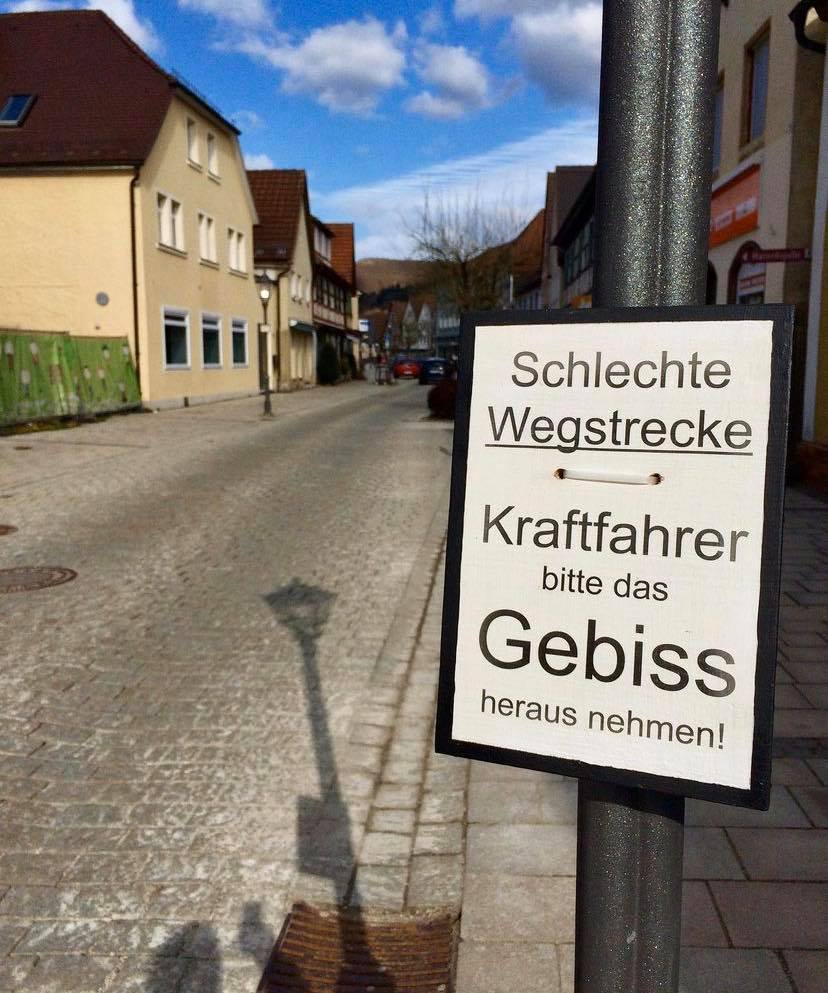 Schlechte
Wegstrecke
Kraftfahrer
bitte das
Gebiss
heraus nehmen!